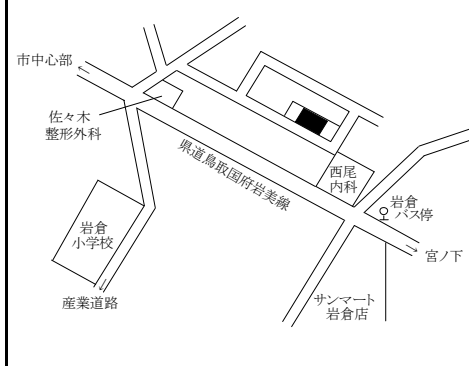 市中心部
佐々木
整形外科
県道鳥取国府岩美線
西尾
内科
岩倉
バス停
岩倉
小学校
宮ノ下
産業道路
サンマート
岩倉店